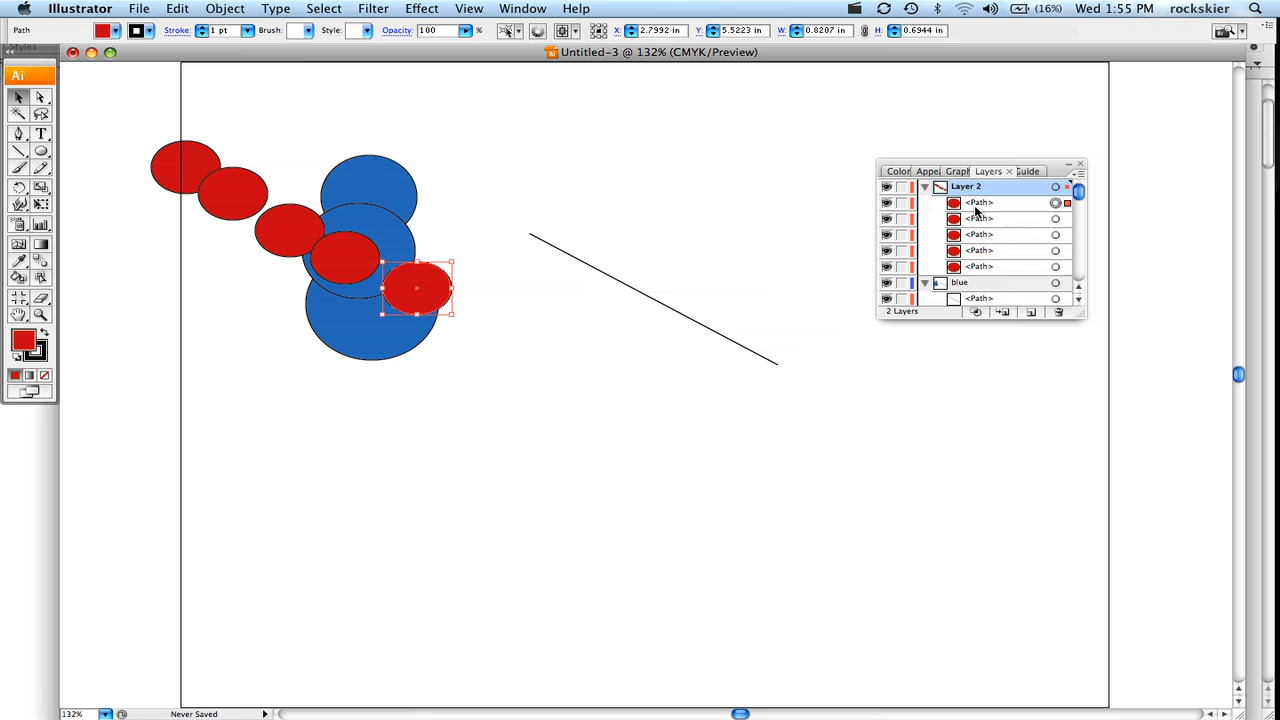 Illustrator File Edit Object Type Select Filter Effect View Window Help (16%) Wed 1:55 PM rockskier
Path Stroke: 1 pt Brush: Style: Opacity: 100 % X: 2.7992 in Y: 5.5223 in W: 0.8207 in H: 0.6944 in
Untitled-3 @ 132% (CMYK/Preview)
Ai
T
Color Appe Graph Layers × Guide
Layer 2
<Path>
<Path>
<Path>
<Path>
<Path>
blue
<Path>
2 Layers
132% Never Saved